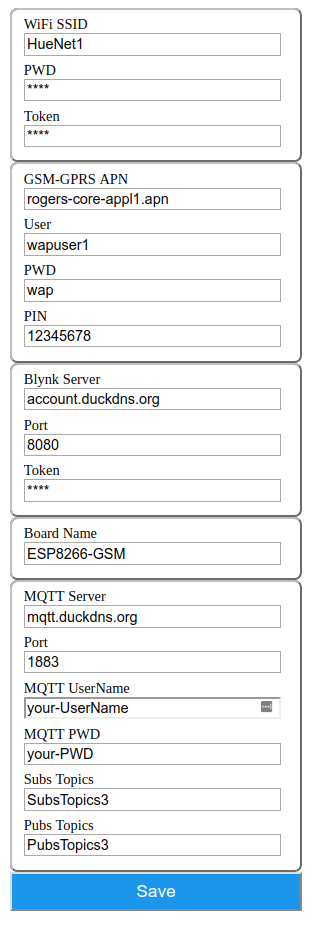 WiFi SSID
HueNet1
PWD
****
Token
****
GSM-GPRS APN
rogers-core-appl1.apn
User
wapuser1
PWD
wap
PIN
12345678
Blynk Server
account.duckdns.org
Port
8080
Token
****
Board Name
ESP8266-GSM
MQTT Server
mqtt.duckdns.org
Port
1883
MQTT UserName
your-UserName
MQTT PWD
your-PWD
Subs Topics
SubsTopics3
Pubs Topics
PubsTopics3
Save